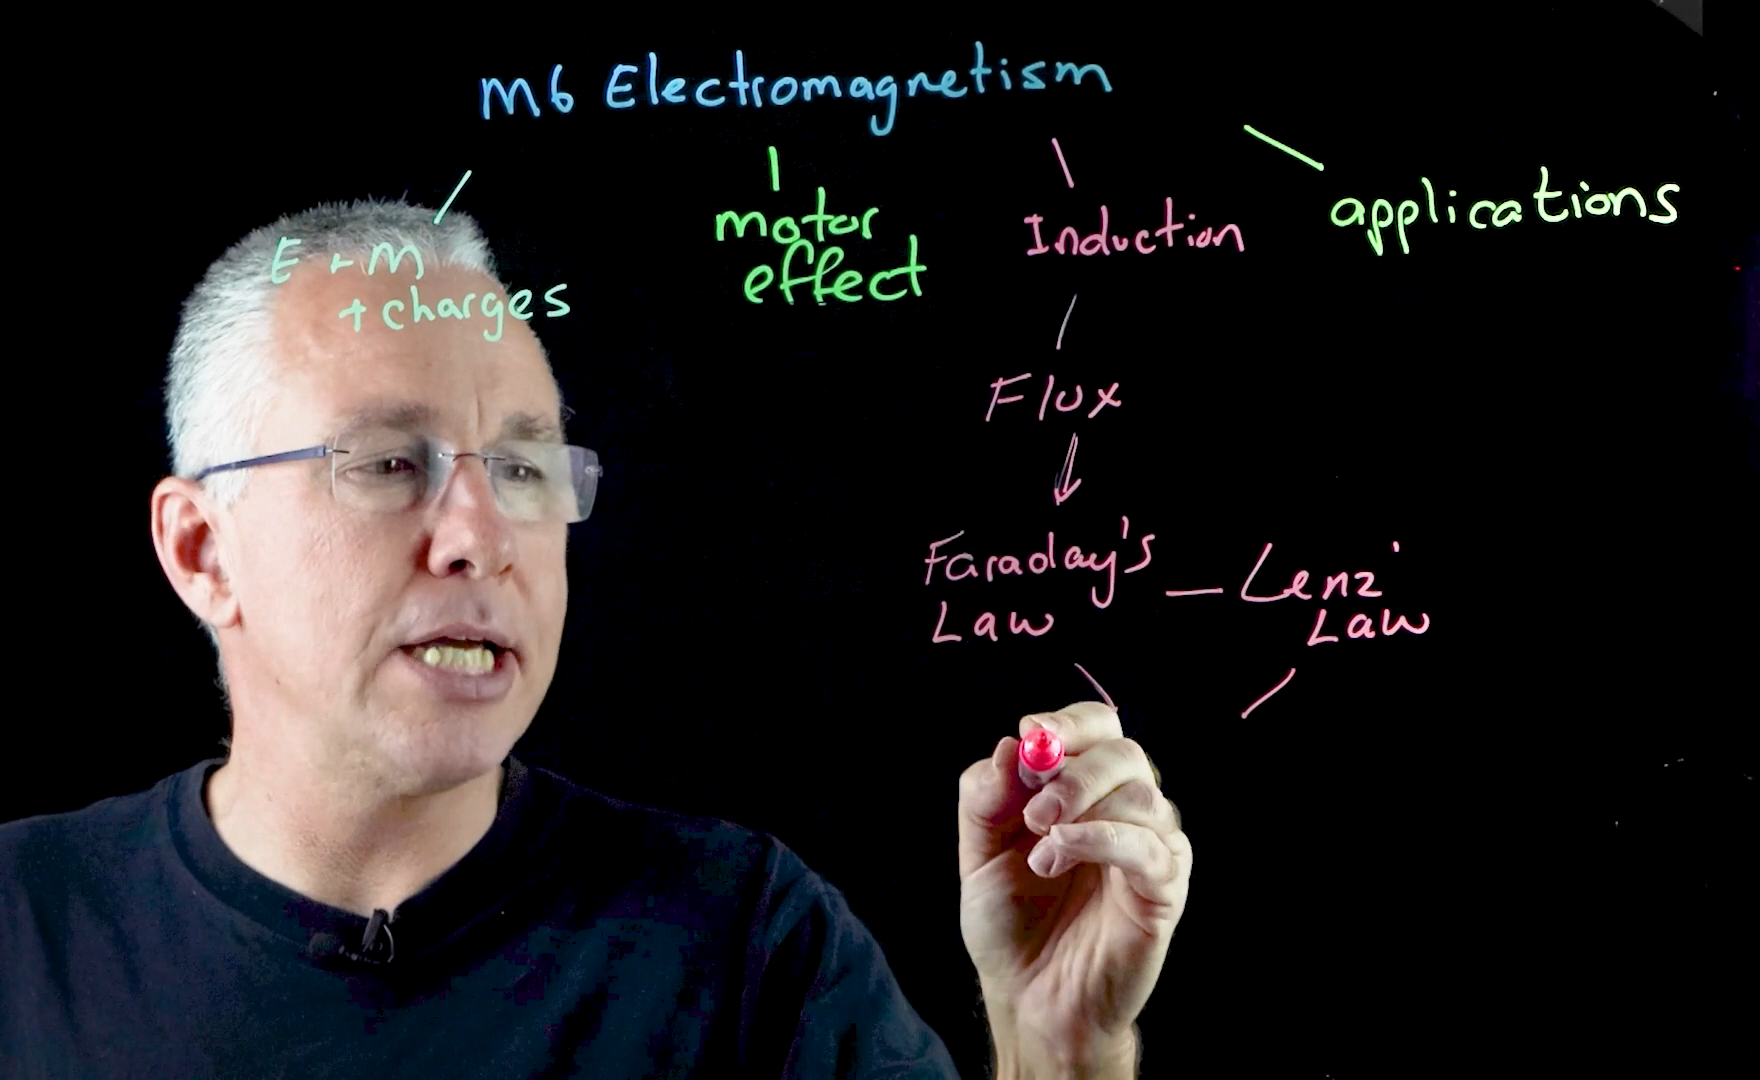 M6 Electromagnetism
E + M
+ charges
motor
effect
Induction
applications
Flux
Faraday's
Law
Lenz'
Law